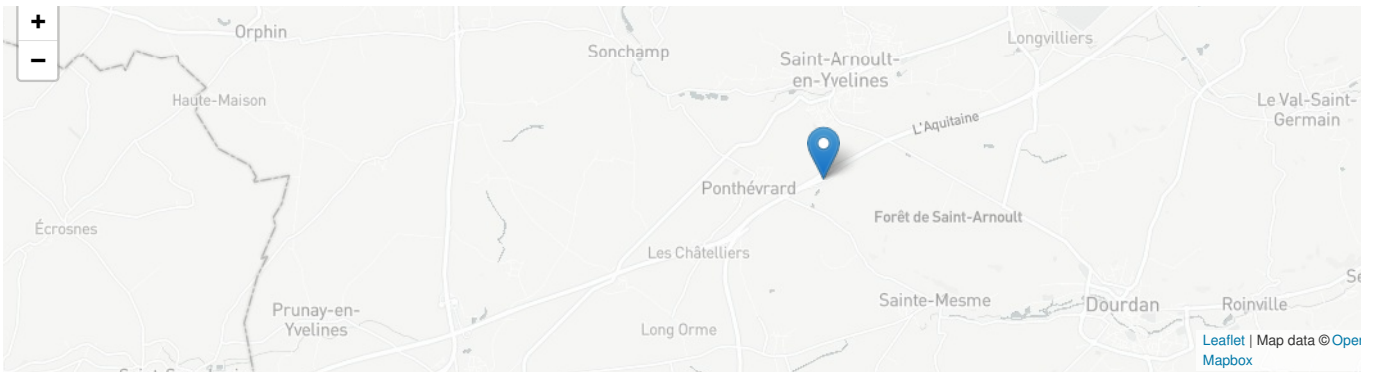 +
−
Orphin
Sonchamp
Longvilliers
Saint-Arnoult-
en-Yvelines
Haute-Maison
Le Val-Saint-
Germain
L'Aquitaine
Ponthévrard
Forêt de Saint-Arnoult
Écrosnes
Les Châtelliers
Sainte-Mesme
Dourdan
Roinville
Prunay-en-
Yvelines
Long Orme
Leaflet | Map data © Oper
Mapbox